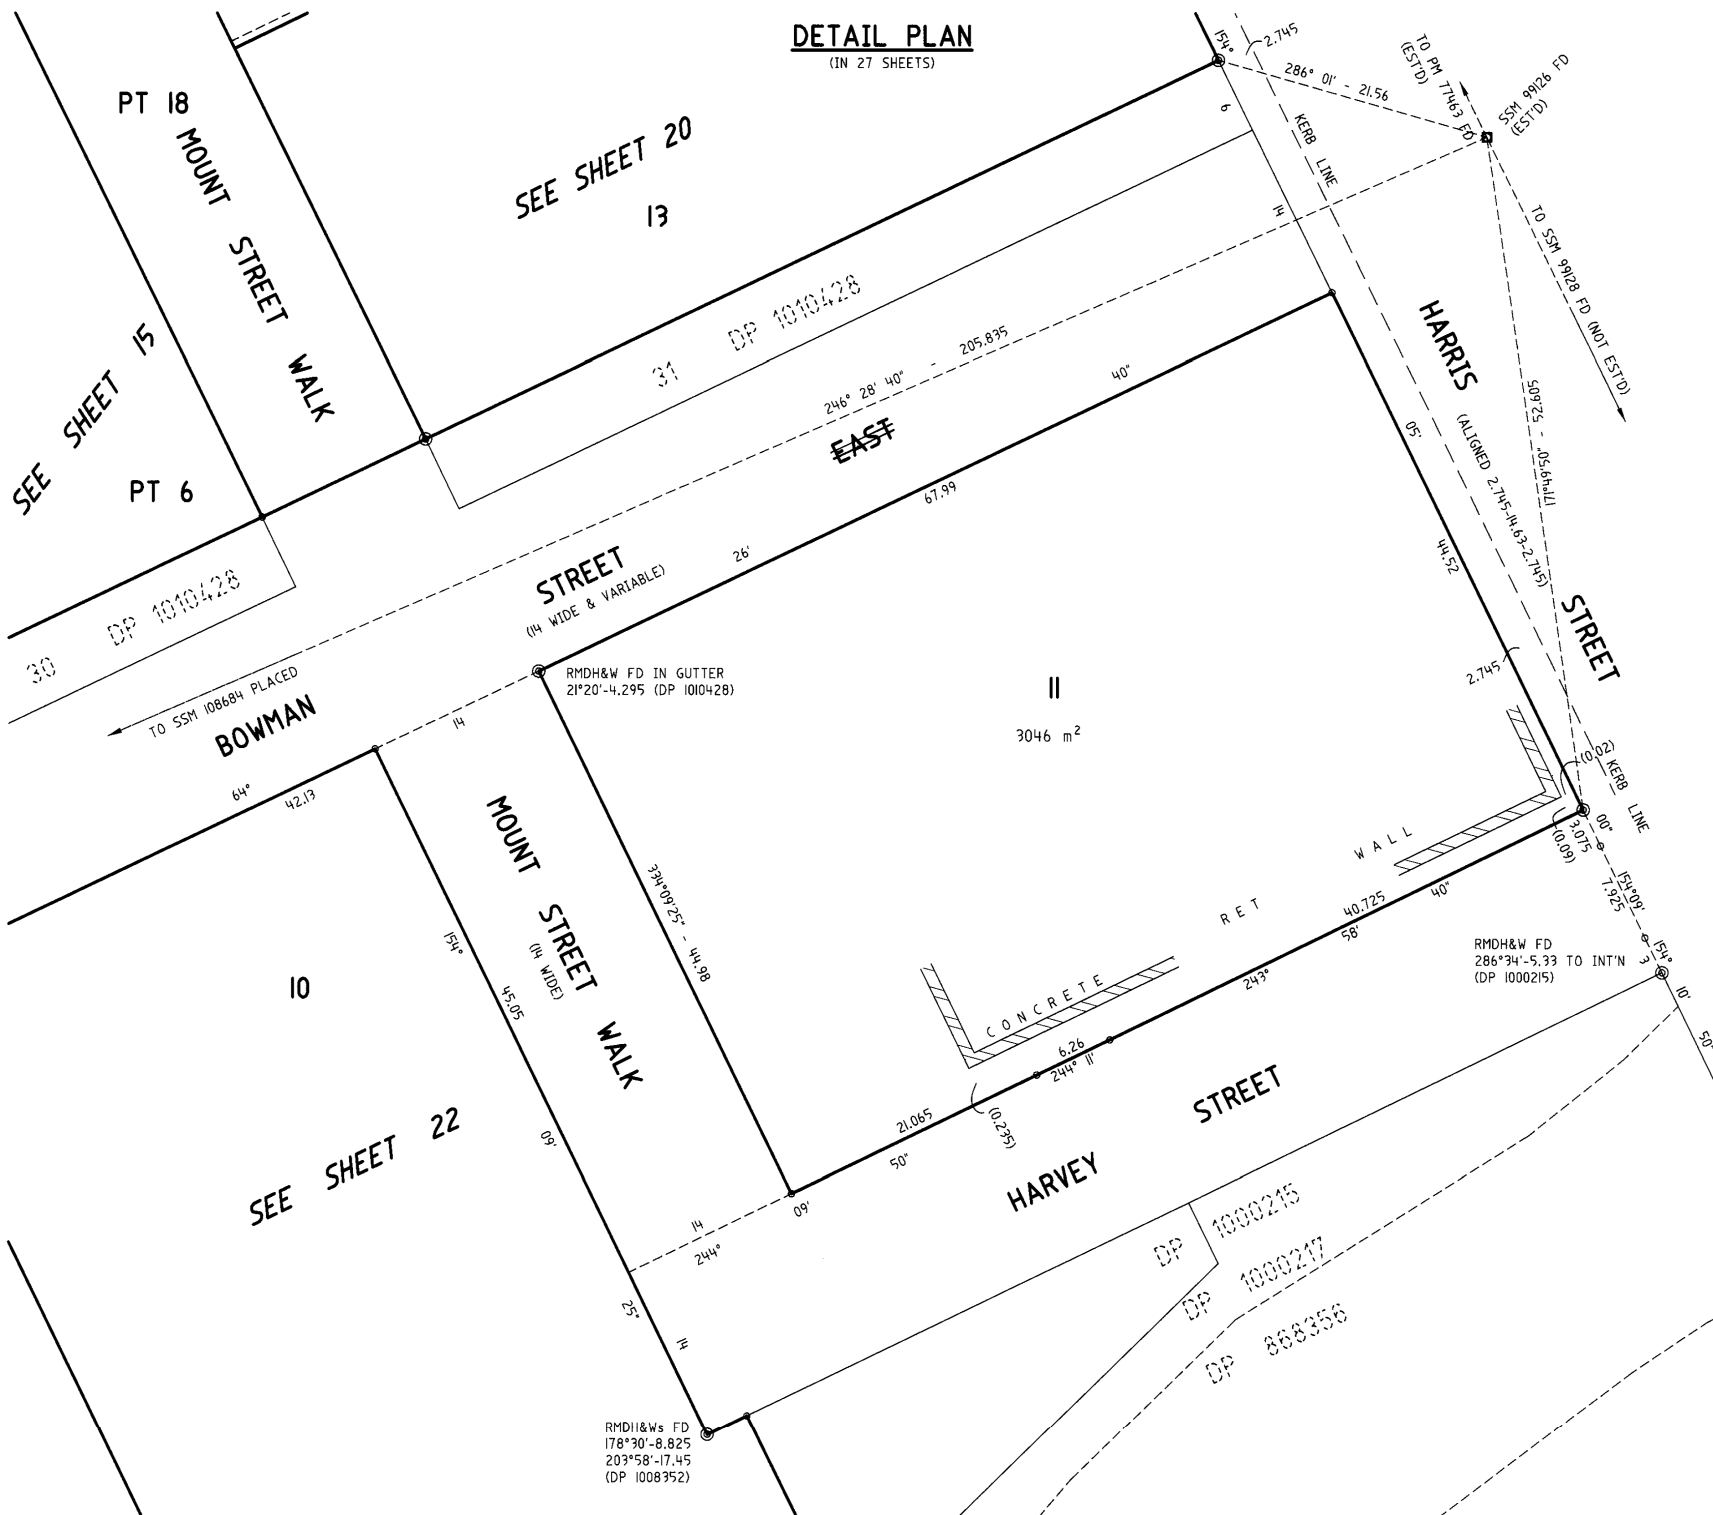 DETAIL PLAN
(IN 27 SHEETS)
PT 18
MOUNT STREET WALK
SEE SHEET 20
13
154°
2.745
286° 01' - 21.56
TO PM 77463 FD
(EST'D)
SSM 99126 FD
(EST'D)
6
KERB LINE
14
TO SSM 99128 FD (NOT EST'D)
SEE SHEET 15
PT 6
31 DP 1010428
246° 28' 40" - 205.835
EAST
40"
67.99
26'
HARRIS STREET
(ALIGNED 2.745-14.63-2.745)
171°49'50" - 52.605
05'
44.52
2.745
30 DP 1010428
STREET
(14 WIDE & VARIABLE)
TO SSM 108684 PLACED
BOWMAN
RMDH&W FD IN GUTTER
21°20'-4.295 (DP 1010428)
14
64°
42.13
11
3046 m²
(0.02)
KERB LINE
00"
3.075
(0.09)
154°09'
7.925
154°
3
10'
50"
MOUNT STREET WALK
(14 WIDE)
334°09'25" - 44.98
154°
45.05
09'
25"
14
10
SEE SHEET 22
CONCRETE RET WALL
40"
40.725
58'
243°
RMDH&W FD
286°34'-5.33 TO INT'N
(DP 1000215)
6.26
244° 11'
21.065
50"
(0.235)
09'
14
244°
HARVEY STREET
DP 1000215
DP 1000217
DP 868356
RMDH&Ws FD
178°30'-8.825
203°58'-17.45
(DP 1008352)